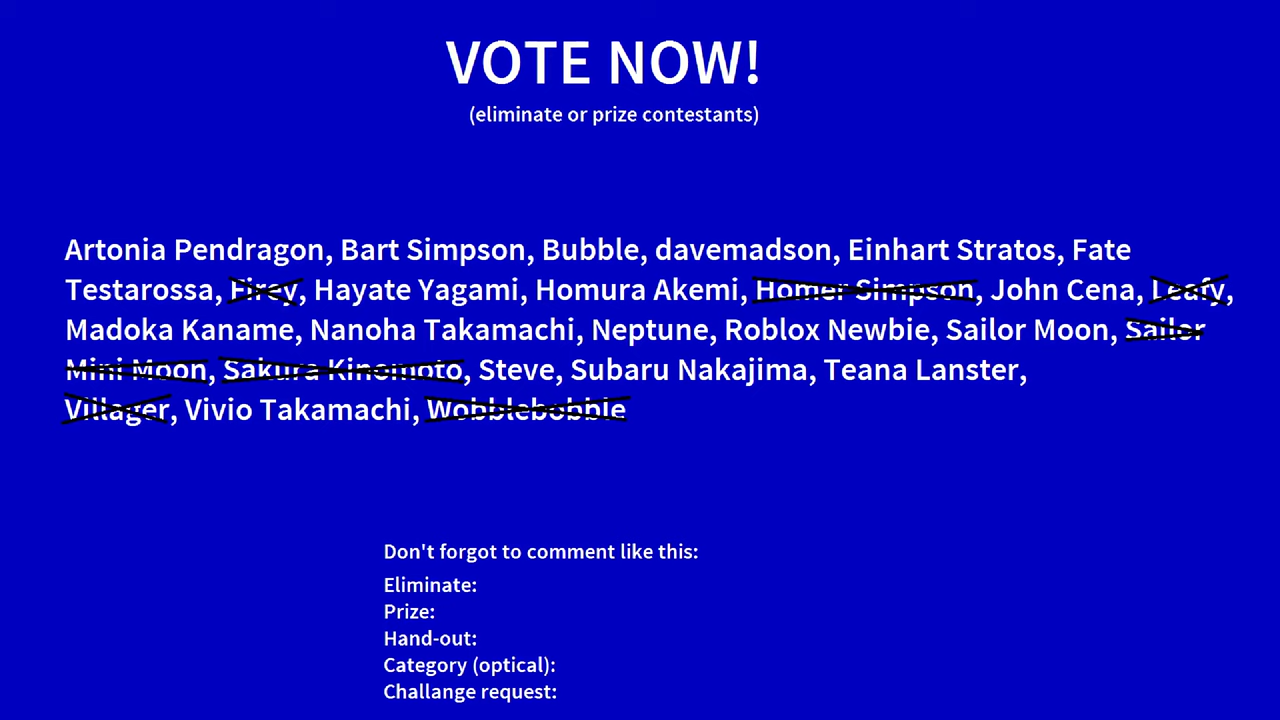 VOTE NOW!
(eliminate or prize contestants)
Artonia Pendragon, Bart Simpson, Bubble, davemadson, Einhart Stratos, Fate
Testarossa, Firey, Hayate Yagami, Homura Akemi, Homer Simpson, John Cena, Leafy,
Madoka Kaname, Nanoha Takamachi, Neptune, Roblox Newbie, Sailor Moon, Sailor
Mini Moon, Sakura Kinomoto, Steve, Subaru Nakajima, Teana Lanster,
Villager, Vivio Takamachi, Wobblebobble
Don't forgot to comment like this:
Eliminate:
Prize:
Hand-out:
Category (optical):
Challange request: